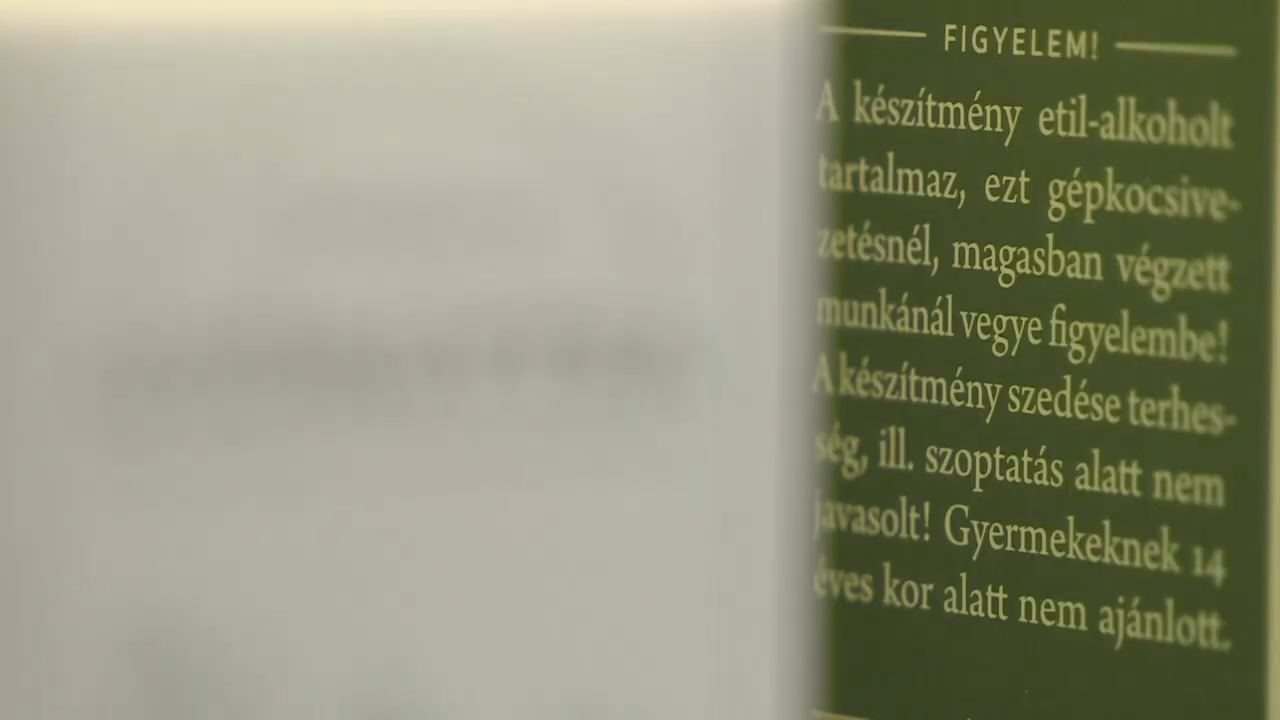 FIGYELEM!
A készítmény etil-alkoholt
tartalmaz, ezt gépkocsive-
zetésnél, magasban végzett
munkánál vegye figyelembe!
A készítmény szedése terhes-
ség, ill. szoptatás alatt nem
javasolt! Gyermekeknek 14
éves kor alatt nem ajánlott.